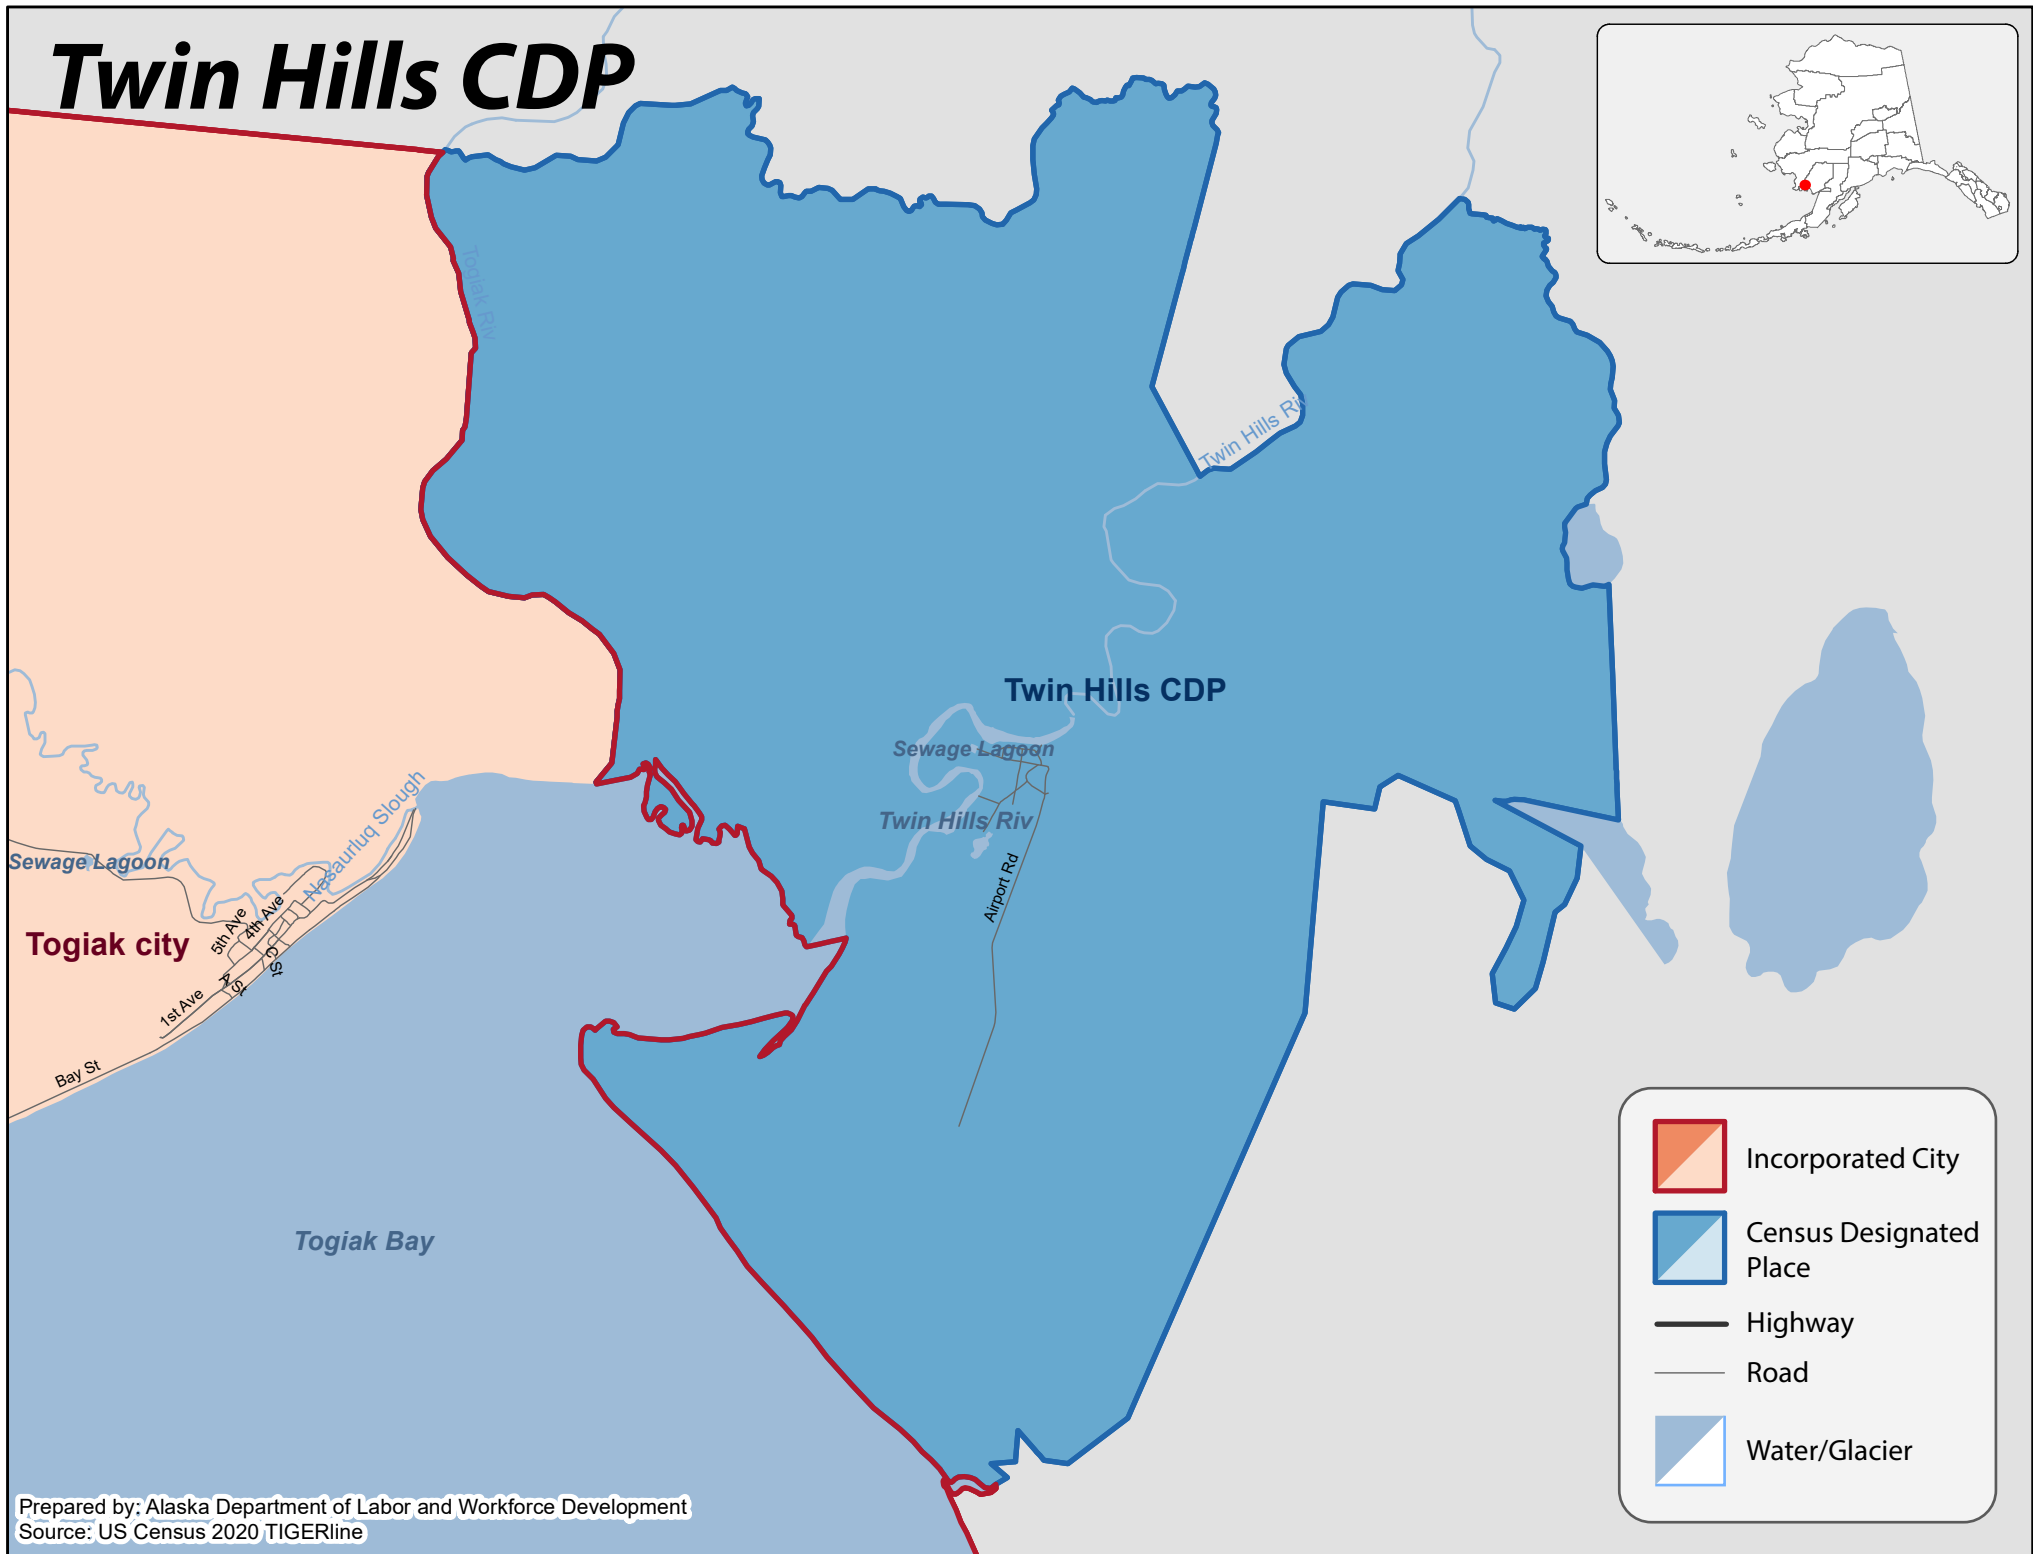 Twin Hills CDP
Togiak Riv
Twin Hills Riv
Twin Hills CDP
Sewage Lagoon
Twin Hills Riv
Airport Rd
Nasaurluq Slough
Sewage Lagoon
5th Ave
4th Ave
Togiak city
C St
A St
1st Ave
Bay St
Togiak Bay
Incorporated City
Census Designated
Place
Highway
Road
Water/Glacier
Prepared by: Alaska Department of Labor and Workforce Development
Source: US Census 2020 TIGERline